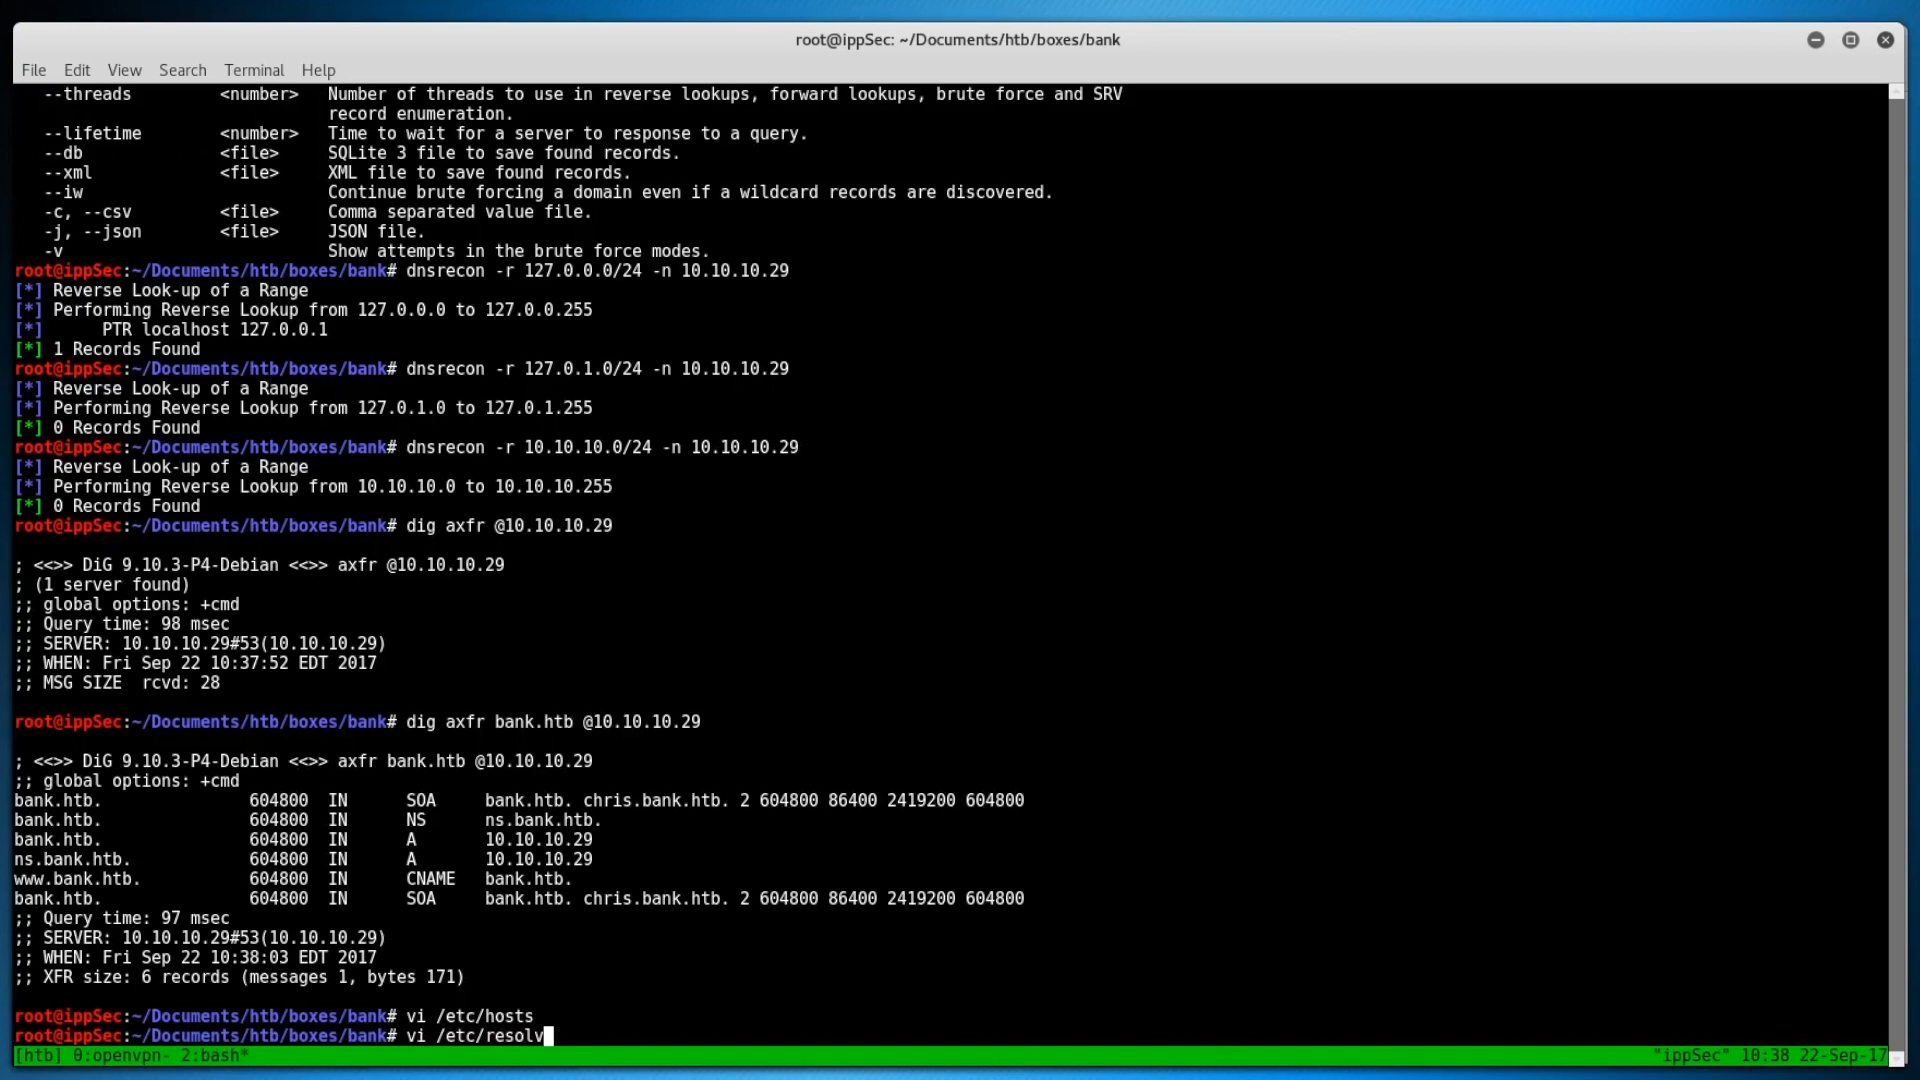 root@ippSec: ~/Documents/htb/boxes/bank
File Edit View Search Terminal Help
--threads <number> Number of threads to use in reverse lookups, forward lookups, brute force and SRV
record enumeration.
--lifetime <number> Time to wait for a server to response to a query.
--db <file> SQLite 3 file to save found records.
--xml <file> XML file to save found records.
--iw Continue brute forcing a domain even if a wildcard records are discovered.
-c, --csv <file> Comma separated value file.
-j, --json <file> JSON file.
-v Show attempts in the brute force modes.
root@ippSec:~/Documents/htb/boxes/bank# dnsrecon -r 127.0.0.0/24 -n 10.10.10.29
[*] Reverse Look-up of a Range
[*] Performing Reverse Lookup from 127.0.0.0 to 127.0.0.255
[*] PTR localhost 127.0.0.1
[*] 1 Records Found
root@ippSec:~/Documents/htb/boxes/bank# dnsrecon -r 127.0.1.0/24 -n 10.10.10.29
[*] Reverse Look-up of a Range
[*] Performing Reverse Lookup from 127.0.1.0 to 127.0.1.255
[*] 0 Records Found
root@ippSec:~/Documents/htb/boxes/bank# dnsrecon -r 10.10.10.0/24 -n 10.10.10.29
[*] Reverse Look-up of a Range
[*] Performing Reverse Lookup from 10.10.10.0 to 10.10.10.255
[*] 0 Records Found
root@ippSec:~/Documents/htb/boxes/bank# dig axfr @10.10.10.29
; <<>> DiG 9.10.3-P4-Debian <<>> axfr @10.10.10.29
; (1 server found)
;; global options: +cmd
;; Query time: 98 msec
;; SERVER: 10.10.10.29#53(10.10.10.29)
;; WHEN: Fri Sep 22 10:37:52 EDT 2017
;; MSG SIZE rcvd: 28
root@ippSec:~/Documents/htb/boxes/bank# dig axfr bank.htb @10.10.10.29
; <<>> DiG 9.10.3-P4-Debian <<>> axfr bank.htb @10.10.10.29
;; global options: +cmd
bank.htb. 604800 IN SOA bank.htb. chris.bank.htb. 2 604800 86400 2419200 604800
bank.htb. 604800 IN NS ns.bank.htb.
bank.htb. 604800 IN A 10.10.10.29
ns.bank.htb. 604800 IN A 10.10.10.29
www.bank.htb. 604800 IN CNAME bank.htb.
bank.htb. 604800 IN SOA bank.htb. chris.bank.htb. 2 604800 86400 2419200 604800
;; Query time: 97 msec
;; SERVER: 10.10.10.29#53(10.10.10.29)
;; WHEN: Fri Sep 22 10:38:03 EDT 2017
;; XFR size: 6 records (messages 1, bytes 171)
root@ippSec:~/Documents/htb/boxes/bank# vi /etc/hosts
root@ippSec:~/Documents/htb/boxes/bank# vi /etc/resolv
[htb] 0:openvpn- 2:bash* "ippSec" 10:38 22-Sep-17